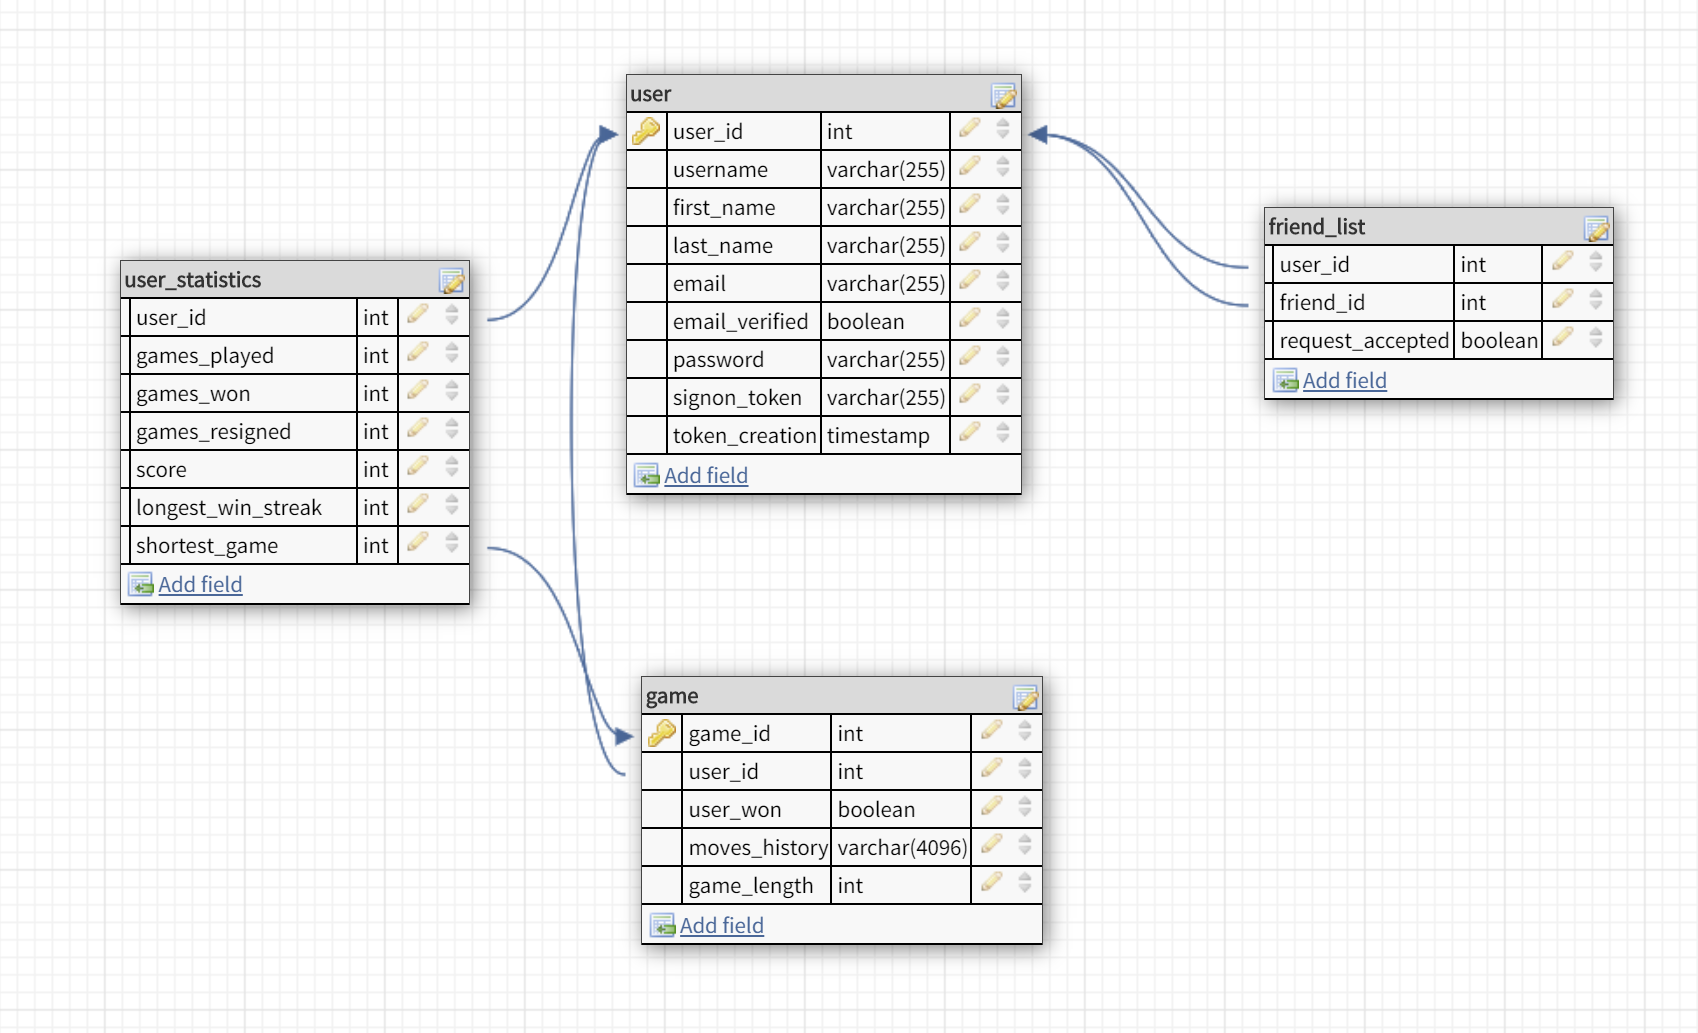 user
user_id int
username varchar(255)
first_name varchar(255)
last_name varchar(255)
email varchar(255)
email_verified boolean
password varchar(255)
signon_token varchar(255)
token_creation timestamp
Add field
friend_list
user_id int
friend_id int
request_accepted boolean
Add field
user_statistics
user_id int
games_played int
games_won int
games_resigned int
score int
longest_win_streak int
shortest_game int
Add field
game
game_id int
user_id int
user_won boolean
moves_history varchar(4096)
game_length int
Add field